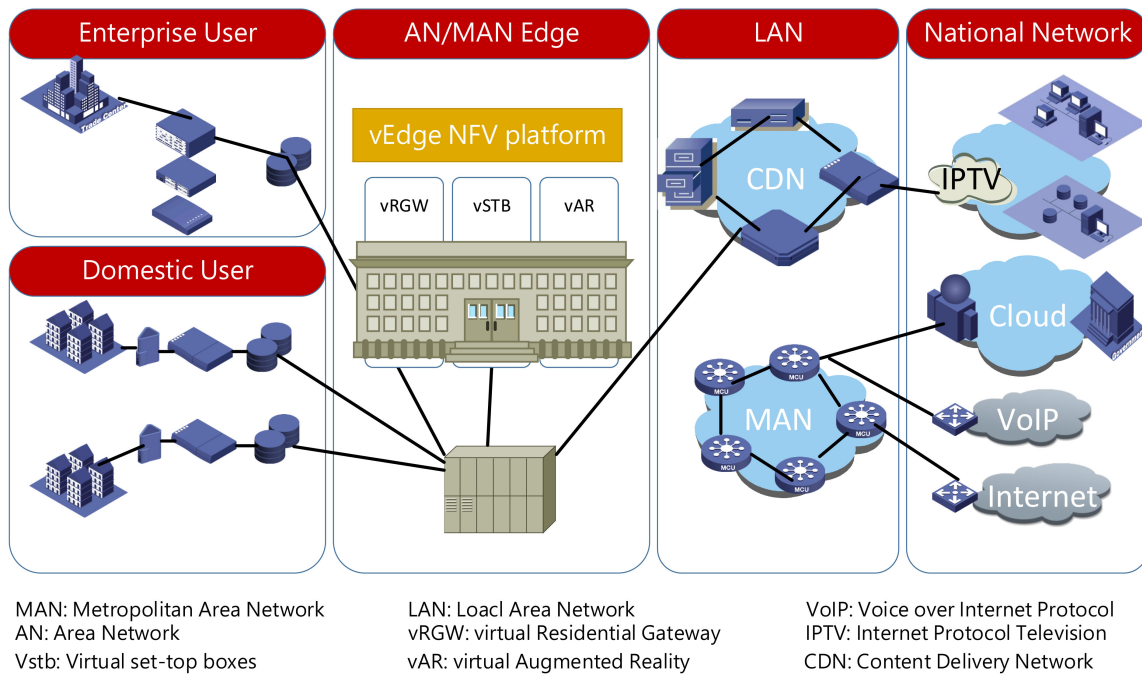 Enterprise User
AN/MAN Edge
LAN
National Network
Trade Center
vEdge NFV platform
vRGW
vSTB
vAR
CDN
IPTV
Domestic User
Cloud
Government
MCU
MCU
MCU
MCU
MCU
MAN
VoIP
Internet
MAN: Metropolitan Area Network
AN: Area Network
Vstb: Virtual set-top boxes
LAN: Loacl Area Network
vRGW: virtual Residential Gateway
vAR: virtual Augmented Reality
VoIP: Voice over Internet Protocol
IPTV: Internet Protocol Television
CDN: Content Delivery Network